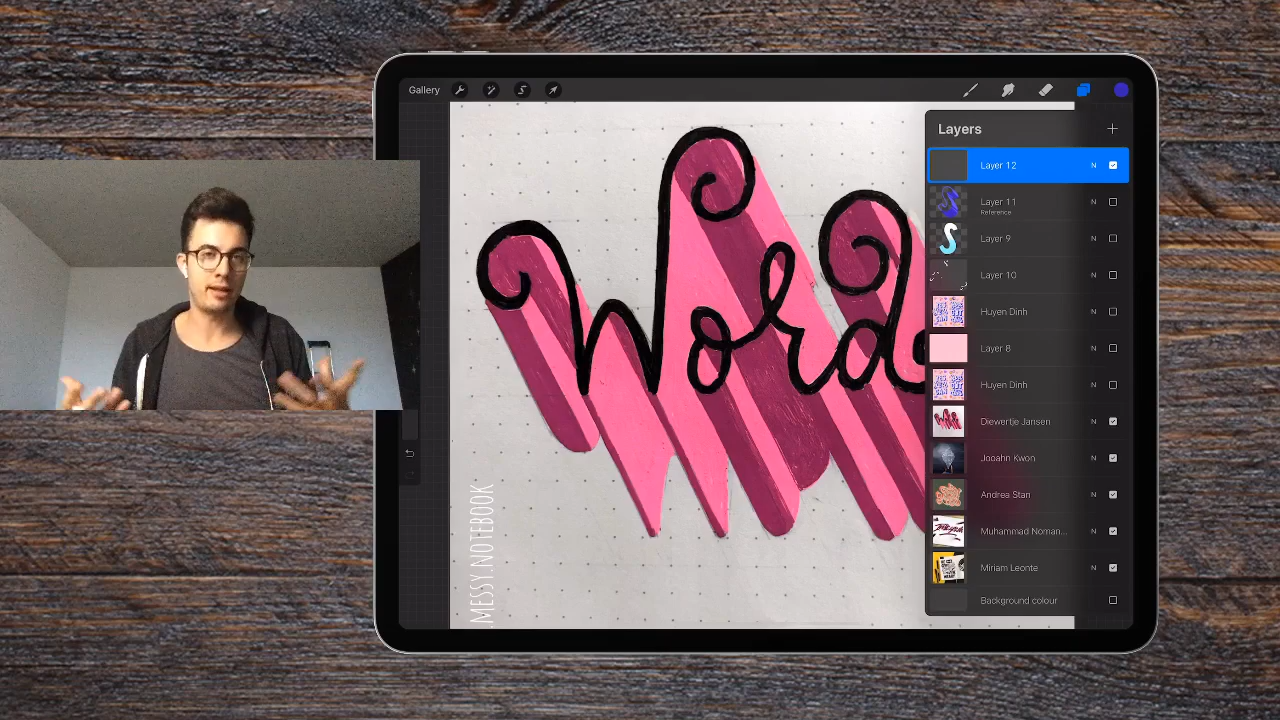 Gallery
Layers
Layer 12 N
Layer 11 N
Reference
Layer 9 N
Layer 10 N
Huyen Dinh N
Layer 8 N
Huyen Dinh N
Diewertje Jansen N
Jooahn Kwon N
Andrea Stan N
Muhammad Noman... N
Miriam Leonte N
Background colour
Word
.MESSY.NOTEBOOK